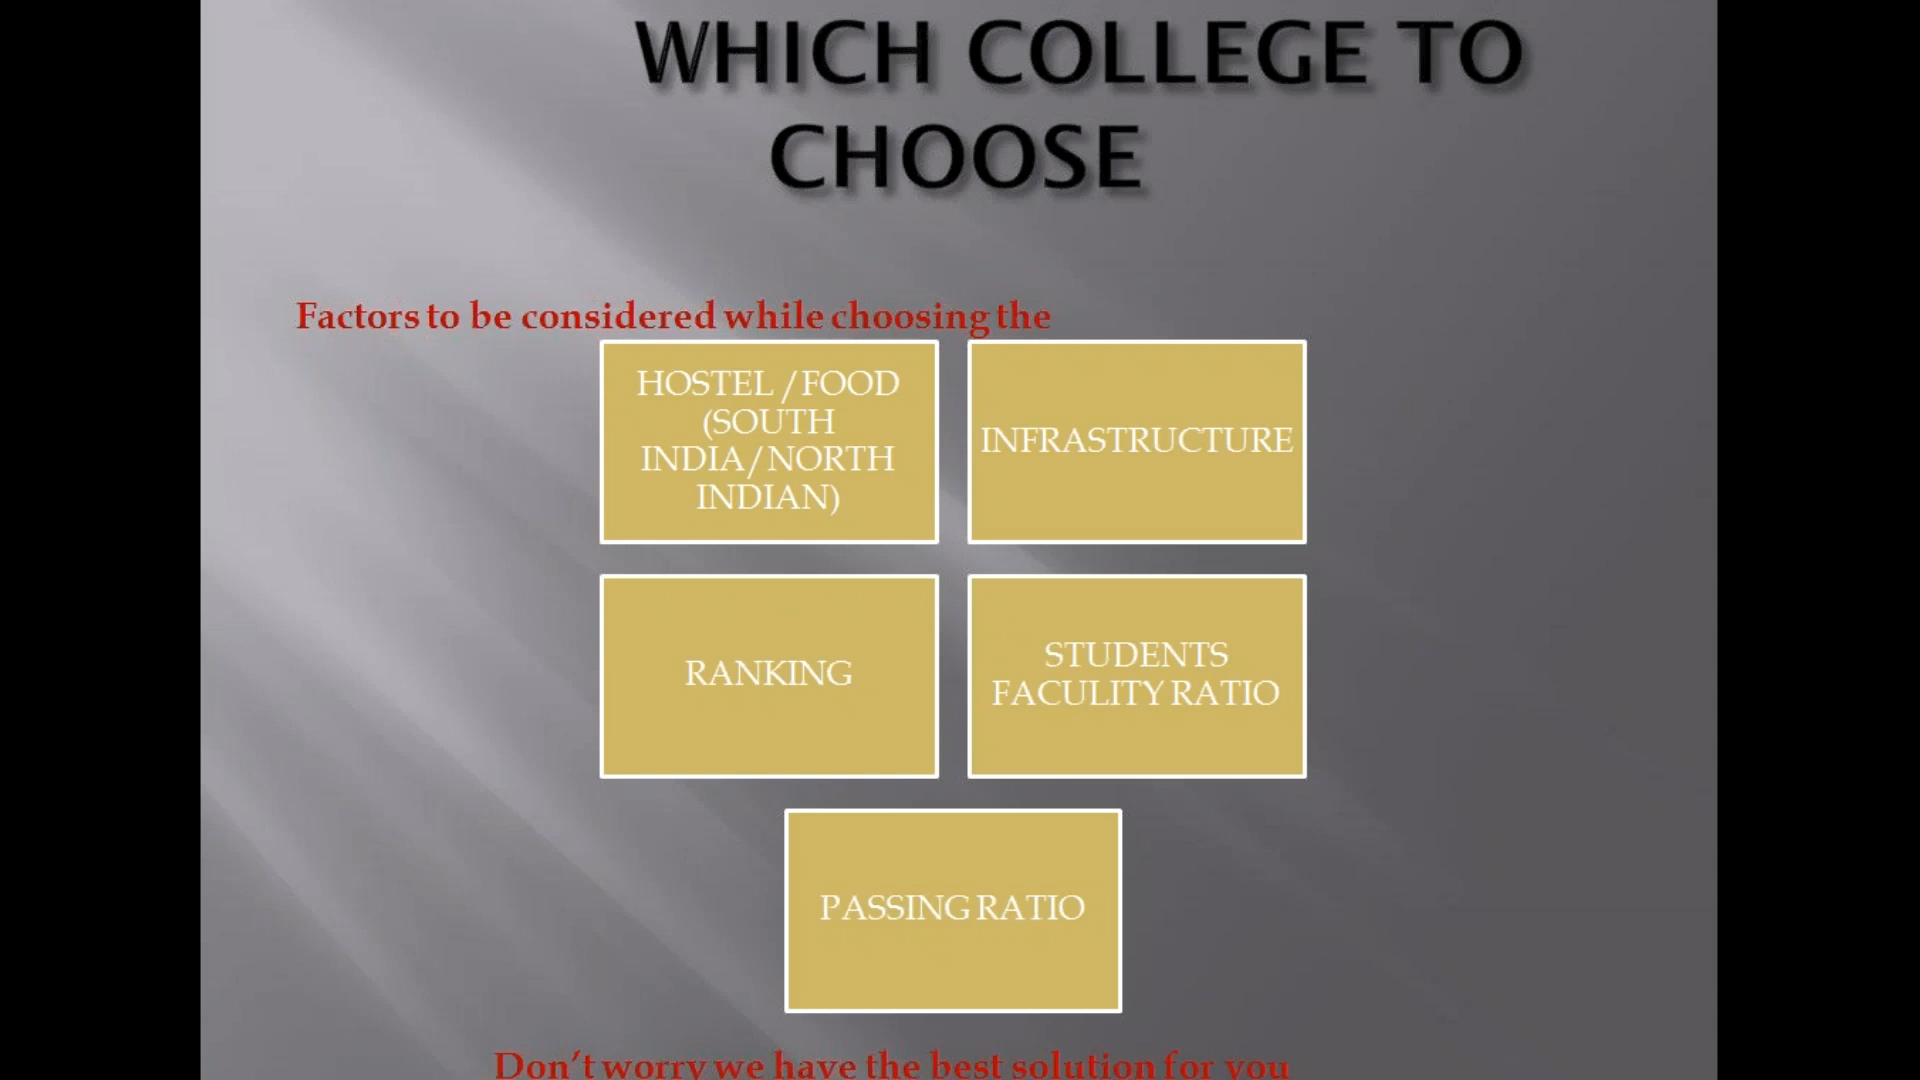 WHICH COLLEGE TO
CHOOSE
Factors to be considered while choosing the
HOSTEL /FOOD
(SOUTH
INDIA/NORTH
INDIAN)
INFRASTRUCTURE
RANKING
STUDENTS
FACULITY RATIO
PASSING RATIO
Don't worry we have the best solution for you